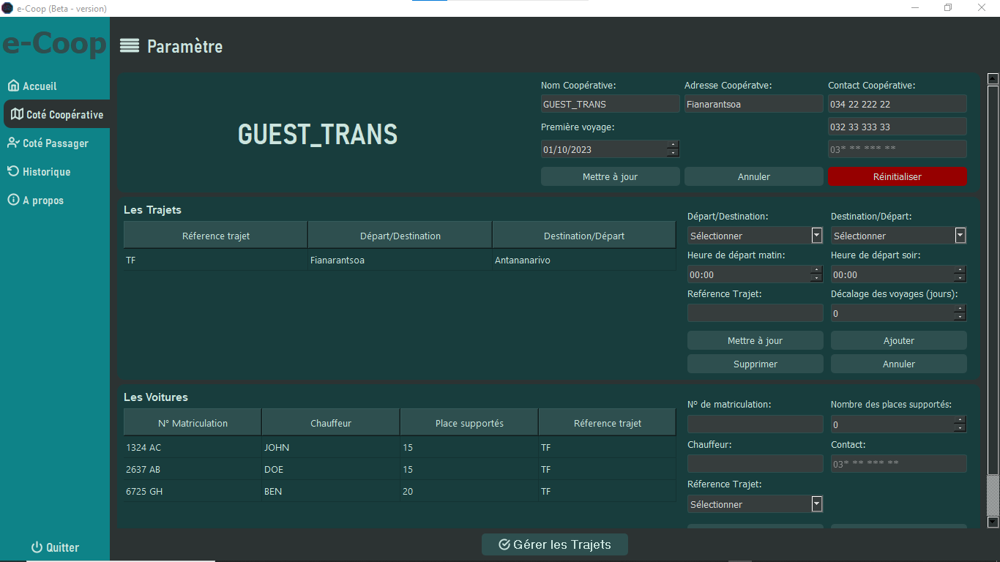 e-Coop (Beta - version)
e-Coop
Accueil
Coté Coopérative
Coté Passager
Historique
A propos
Quitter
Paramètre
GUEST_TRANS
Nom Coopérative:
Adresse Coopératve:
Contact Coopérative:
GUEST_TRANS
Fianarantsoa
034 22 222 22
Première voyage:
032 33 333 33
01/10/2023
03* ** *** **
Mettre à jour
Annuler
Réinitialiser
Les Trajets
Réference trajet
Départ/Destination
Destination/Départ
TF
Fianarantsoa
Antananarivo
Départ/Destination:
Destination/Départ:
Sélectionner
Sélectionner
Heure de départ matin:
Heure de départ soir:
00:00
00:00
Reférence Trajet:
Décalage des voyages (jours):
0
Mettre à jour
Ajouter
Supprimer
Annuler
Les Voitures
N° Matriculation
Chauffeur
Place supportés
Réference trajet
1324 AC
JOHN
15
TF
2637 AB
DOE
15
TF
6725 GH
BEN
20
TF
N° de matriculation:
Nombre des places supportés:
0
Chauffeur:
Contact:
03* ** *** **
Réference Trajet:
Sélectionner
Gérer les Trajets